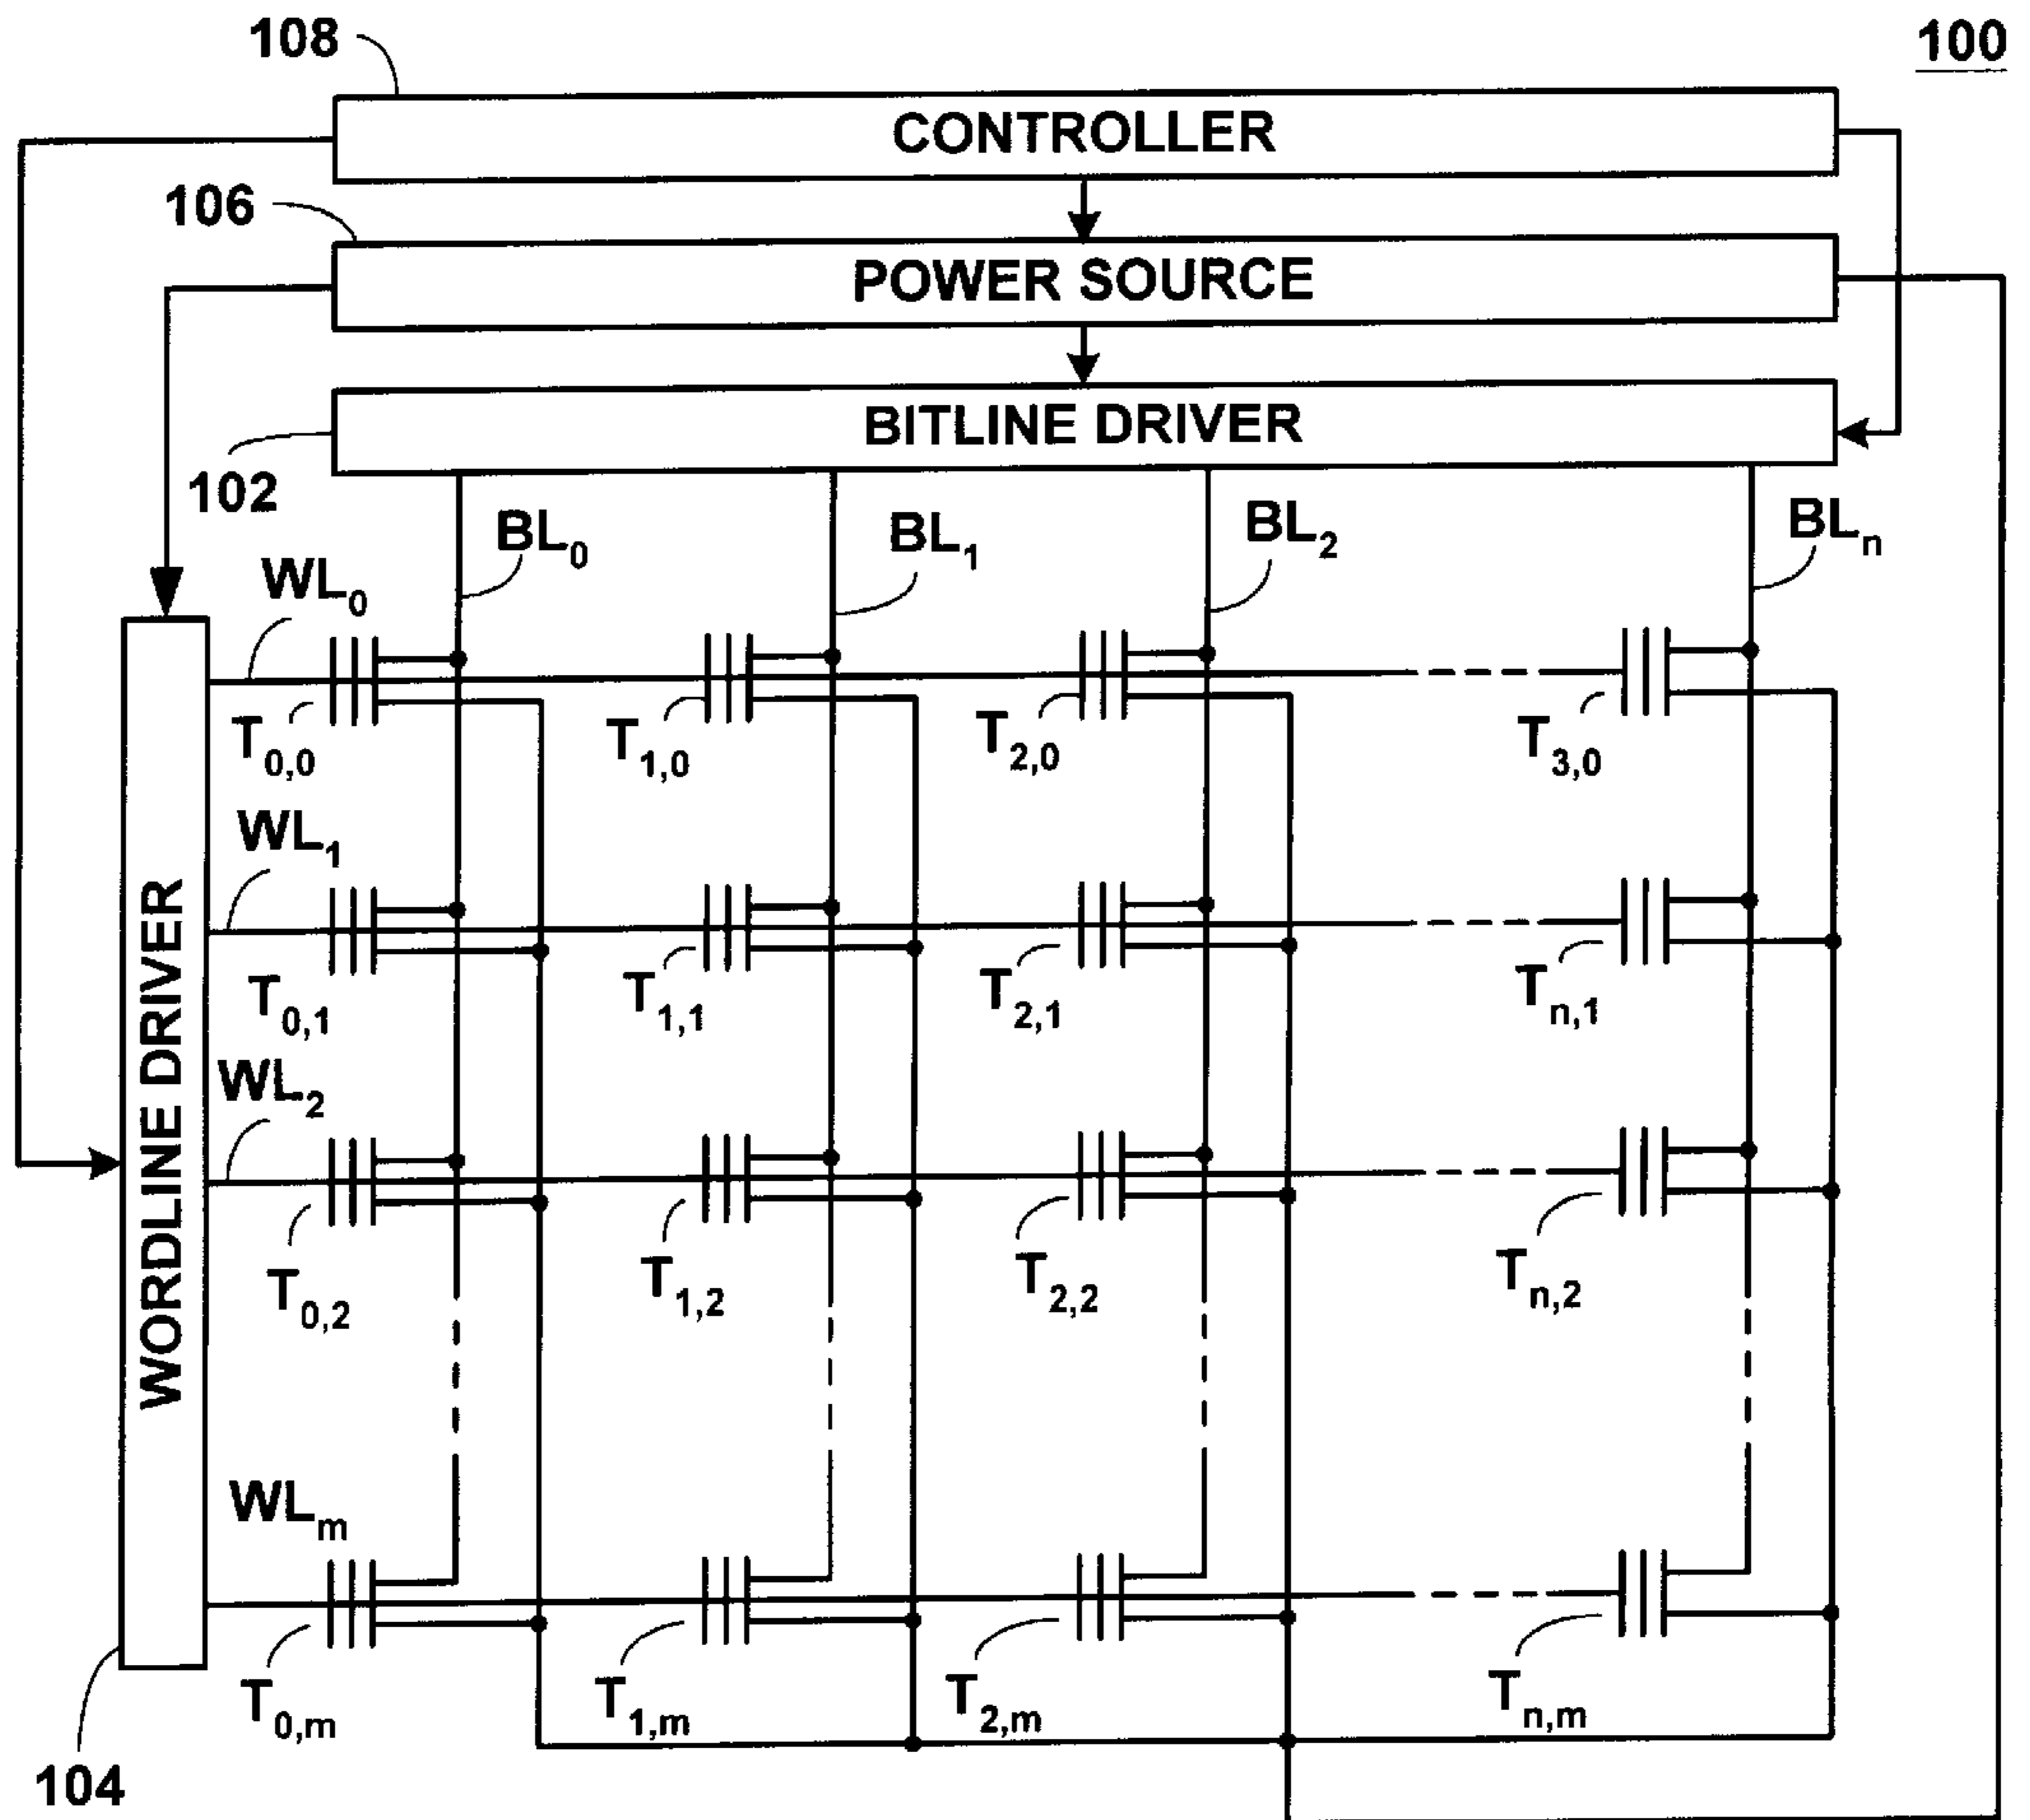 108
100
CONTROLLER
106
POWER SOURCE
BITLINE DRIVER
102
BL₀
BL₁
BL₂
BLₙ
WL₀
T₀,₀
T₁,₀
T₂,₀
T₃,₀
WL₁
T₀,₁
T₁,₁
T₂,₁
Tₙ,₁
WORDLINE DRIVER
WL₂
T₀,₂
T₁,₂
T₂,₂
Tₙ,₂
WLₘ
T₀,ₘ
T₁,ₘ
T₂,ₘ
Tₙ,ₘ
104